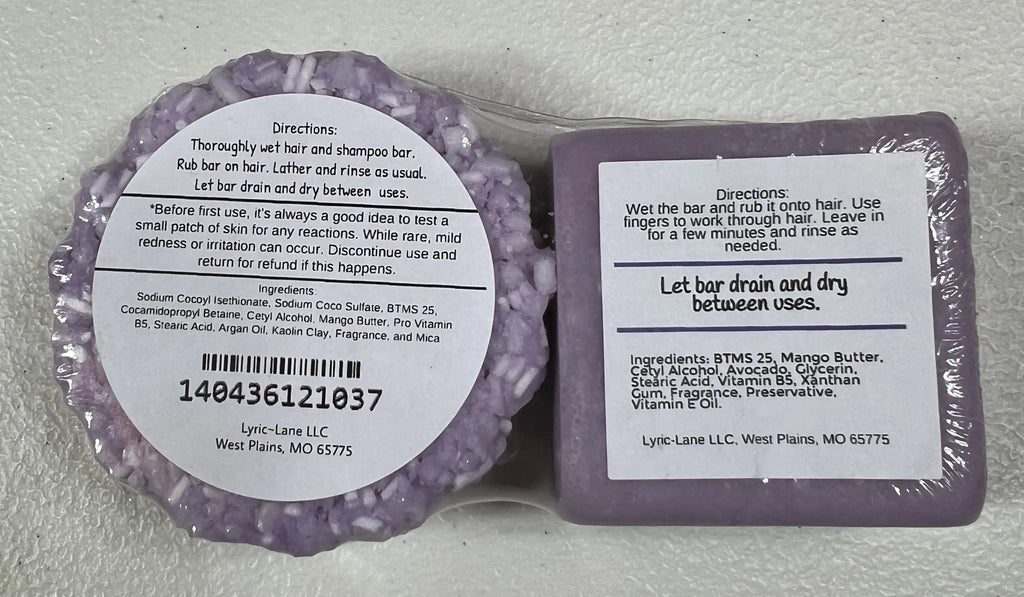 Directions:
Thoroughly wet hair and shampoo bar.
Rub bar on hair. Lather and rinse as usual.
Let bar drain and dry between uses.
*Before first use, it's always a good idea to test a
small patch of skin for any reactions. While rare, mild
redness or irritation can occur. Discontinue use and
return for refund if this happens.
Ingredients
Sodium Cocoyl Isethionate, Sodium Coco Sulfate, BTMS 25,
Cocamidopropyl Betaine, Cetyl Alcohol, Mango Butter, Pro Vitamin
B5, Stearic Acid, Argan Oil, Kaolin Clay, Fragrance, and Mica
140436121037
Lyric~Lane LLC
West Plains, MO 65775
Directions:
Wet the bar and rub it onto hair. Use
fingers to work through hair. Leave in
for a few minutes and rinse as
needed.
Let bar drain and dry
between uses.
Ingredients: BTMS 25, Mango Butter,
Cetyl Alcohol, Avocado, Glycerin,
Stearic Acid, Vitamin B5, Xanthan
Gum, Fragrance, Preservative,
Vitamin E Oil.
Lyric-Lane LLC, West Plains, MO 65775